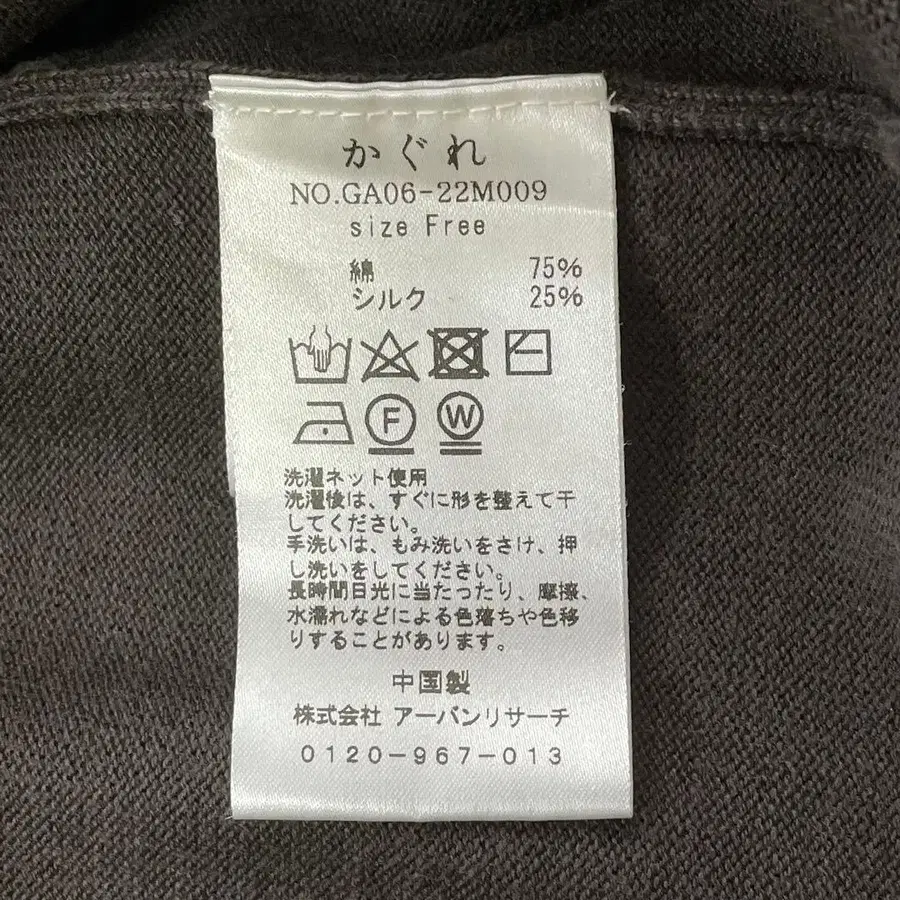 かぐれ
NO.GA06-22M009
size Free
綿 75%
シルク 25%
F W
洗濯ネット使用
洗濯後は、すぐに形を整えて干
してください。
手洗いは、もみ洗いをさけ、押
し洗いをしてください。
長時間日光に当たったり、摩擦、
水濡れなどによる色落ちや色移
りすることがあります。
中国製
株式会社 アーバンリサーチ
0120-967-013